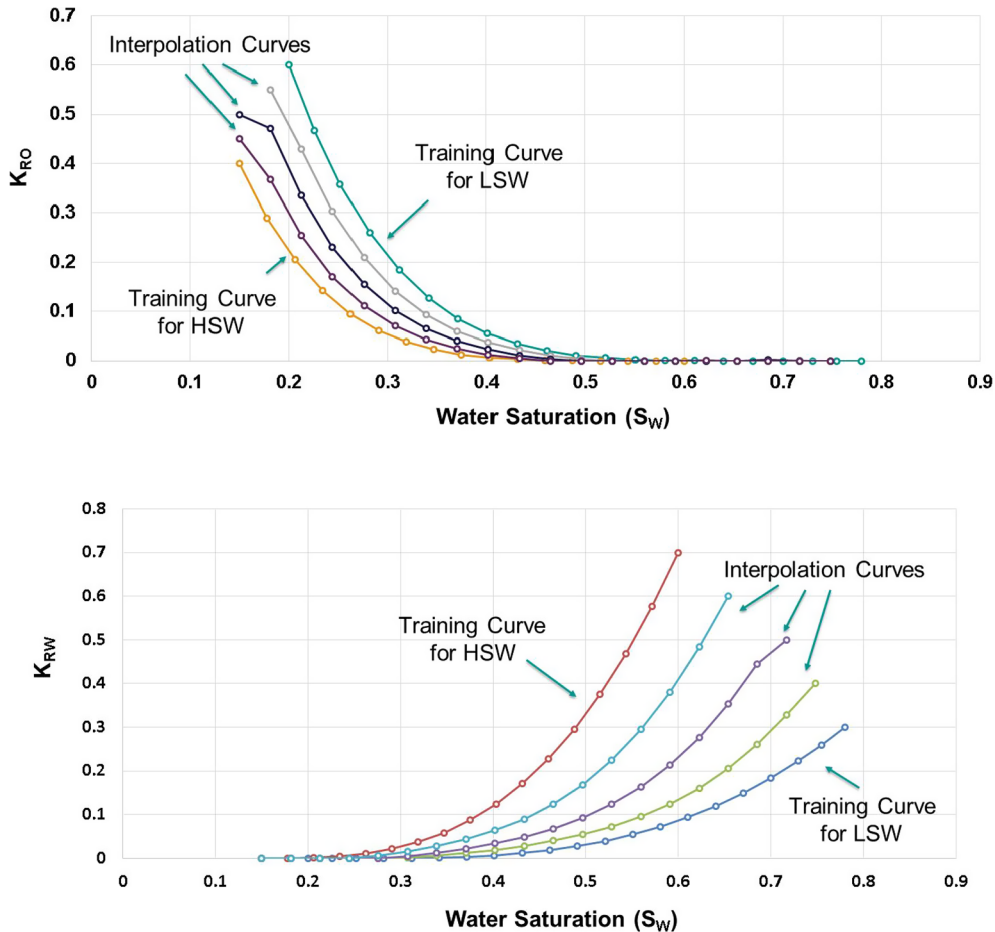 0.7
0.6
0.5
0.4
0.3
0.2
0.1
0
K_RO
Interpolation Curves
Training Curve
for LSW
Training Curve
for HSW
0 0.1 0.2 0.3 0.4 0.5 0.6 0.7 0.8 0.9
Water Saturation (S_W)
0.8
0.7
0.6
0.5
0.4
0.3
0.2
0.1
0
K_RW
Interpolation Curves
Training Curve
for HSW
Training Curve
for LSW
0 0.1 0.2 0.3 0.4 0.5 0.6 0.7 0.8 0.9
Water Saturation (S_W)